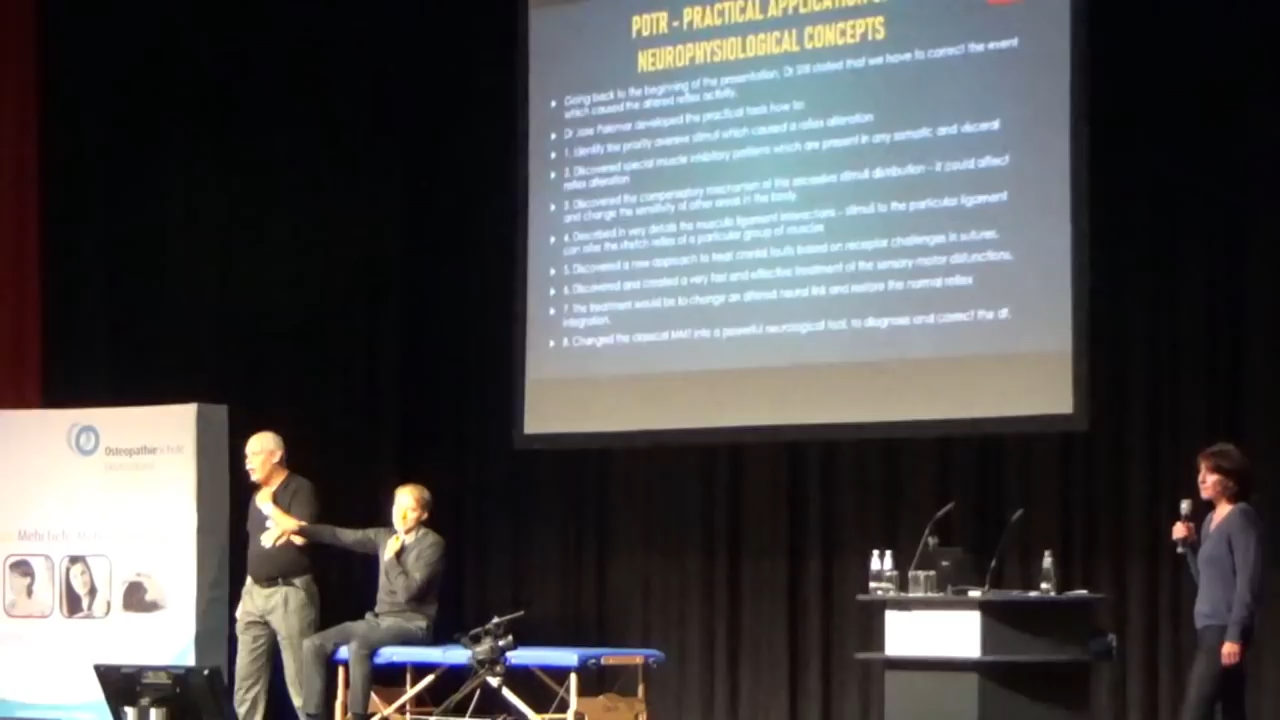 PDTR - PRACTICAL APPLICATION
NEUROPHYSIOLOGICAL CONCEPTS
Going back to the beginning of the presentation, Dr Still stated that we have to correct the event
which caused the altered reflex activity.
Dr Jose Palomar developed the practical tools how to:
1. Identify the priority aversive stimuli which caused a reflex alteration
2. Discovered special muscle inhibitory patterns which are present in any somatic and visceral
reflex alteration
3. Discovered the compensatory mechanism of the excessive stimuli distribution - it could affect
and change the sensitivity of other areas in the body
4. Described in very details the musculo ligament interactions - stimuli to the particular ligament
can alter the stretch reflex of a particular group of muscles
5. Discovered a new approach to treat cranial faults based on receptor challenges in sutures.
6. Discovered and created a very fast and effective treatment of the sensory-motor disfunctions.
7. The treatment would be to change an altered neural link and restore the normal reflex
integration.
8. Changed the classical MMT into a powerful neurological tool, to diagnose and correct the
Osteopathie schule
Mehr